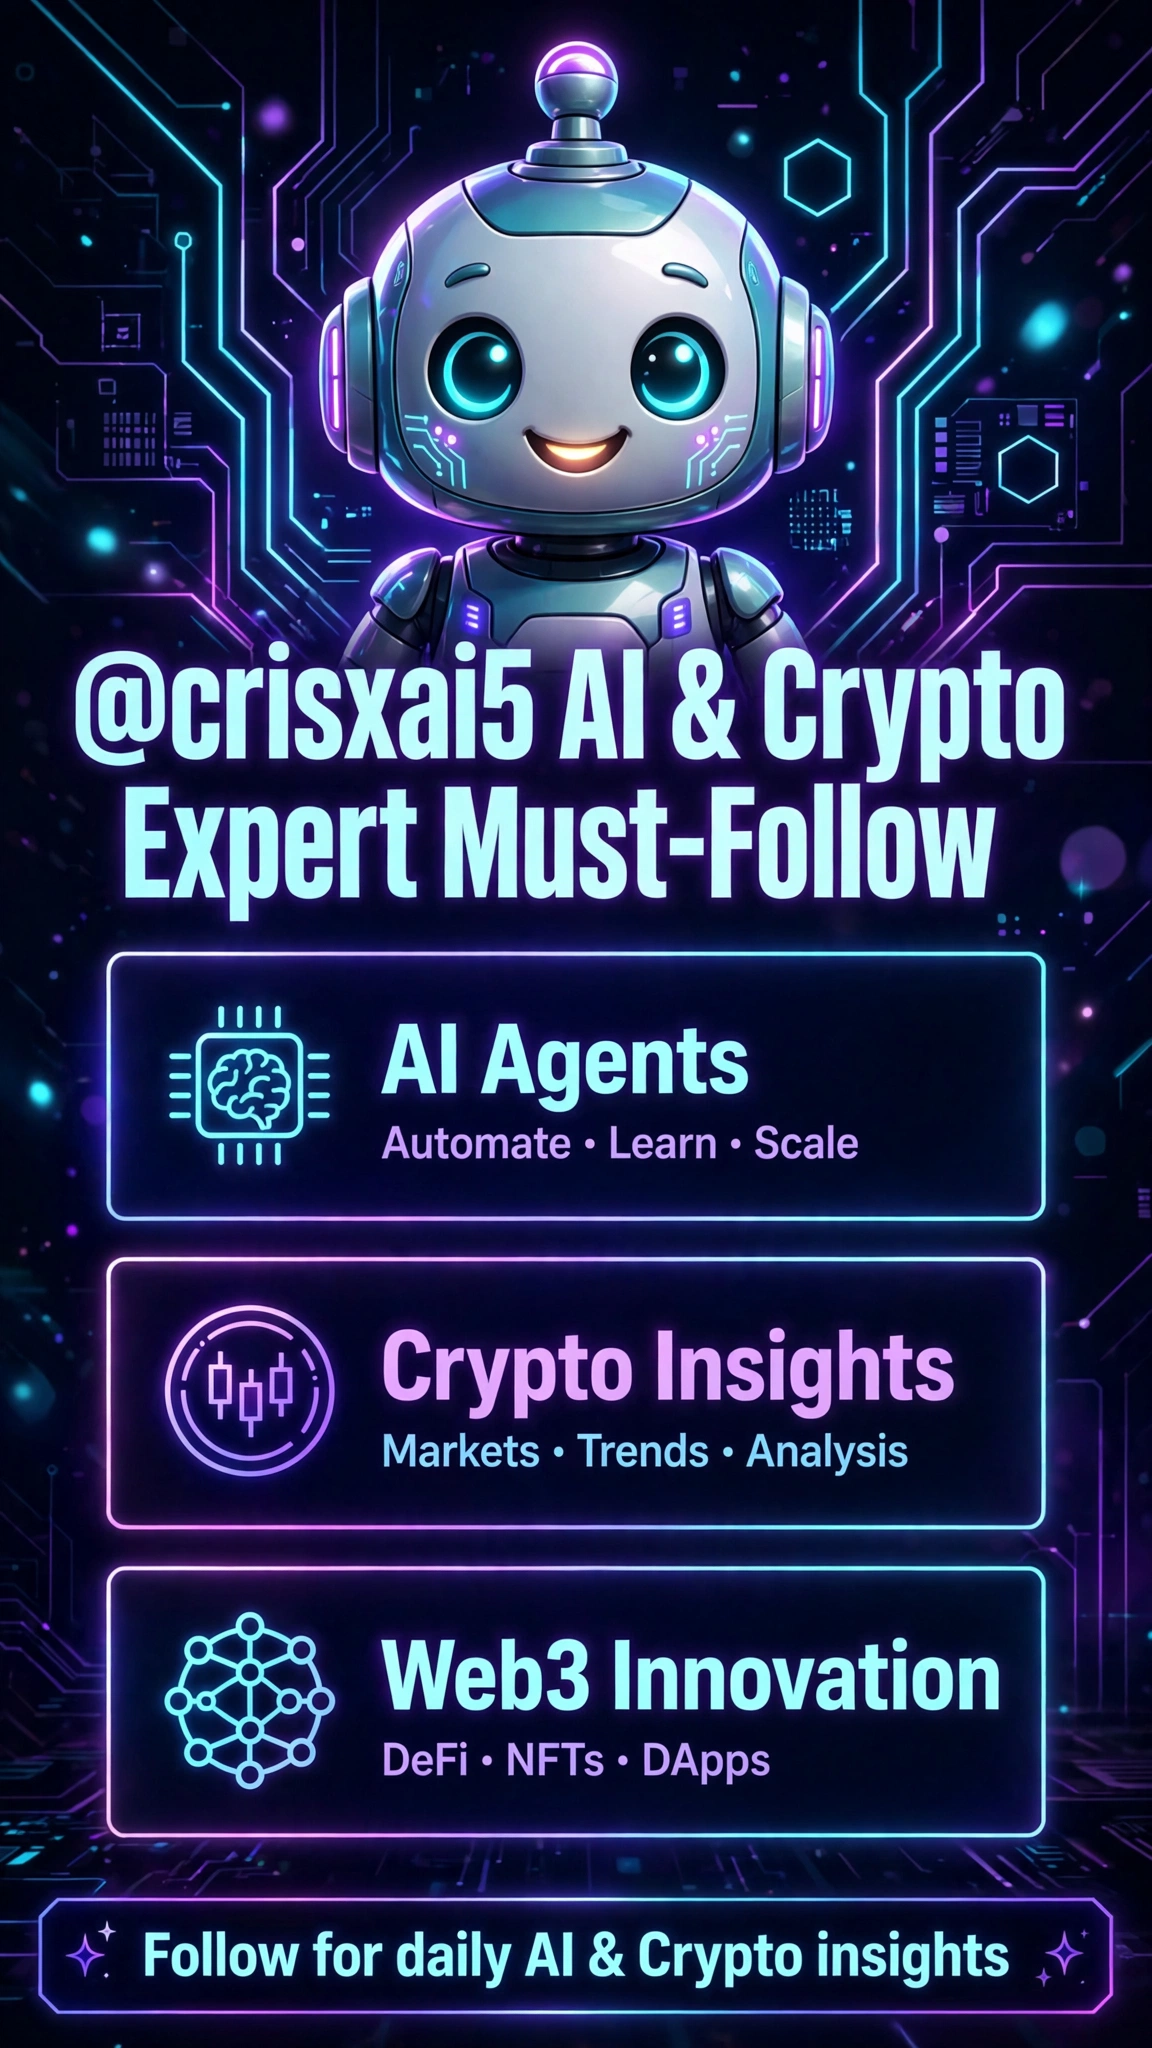 @crisxai5 AI & Crypto
Expert Must-Follow
AI Agents
Automate • Learn • Scale
Crypto Insights
Markets • Trends • Analysis
Web3 Innovation
DeFi • NFTs • DApps
Follow for daily AI & Crypto insights